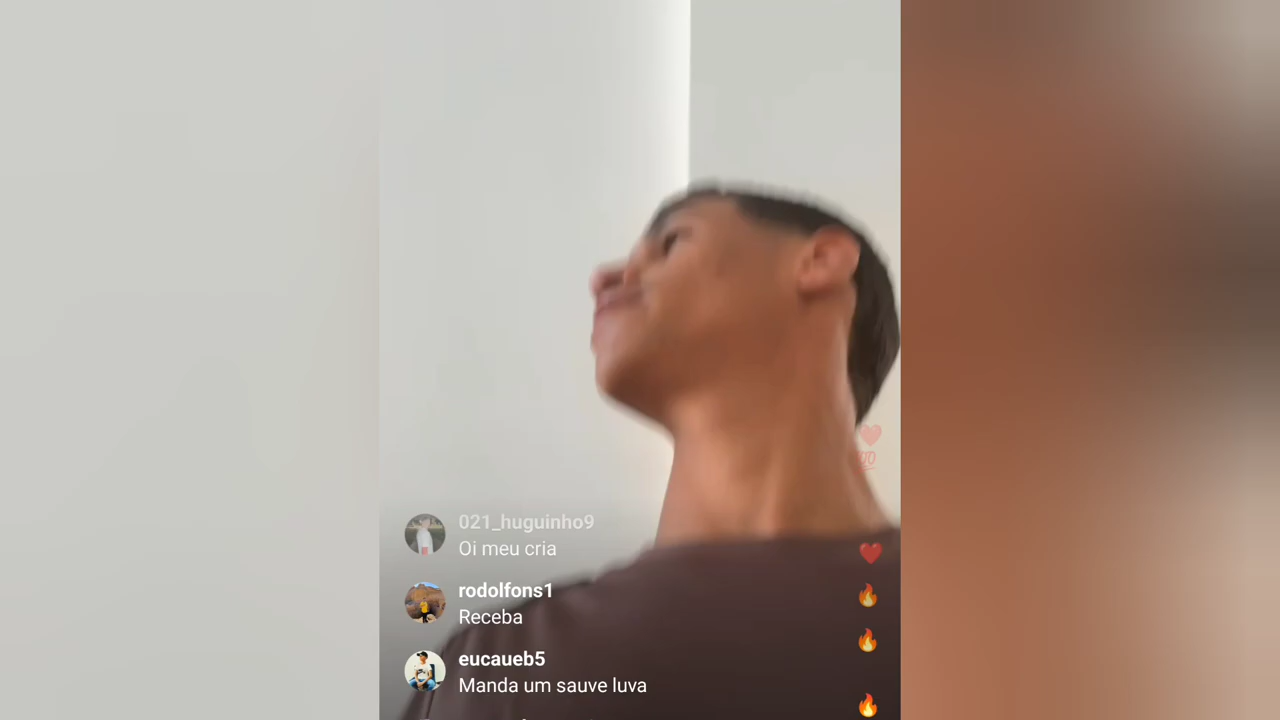 021_huguinho9
Oi meu cria
rodolfons1
Receba
eucaueb5
Manda um sauve luva